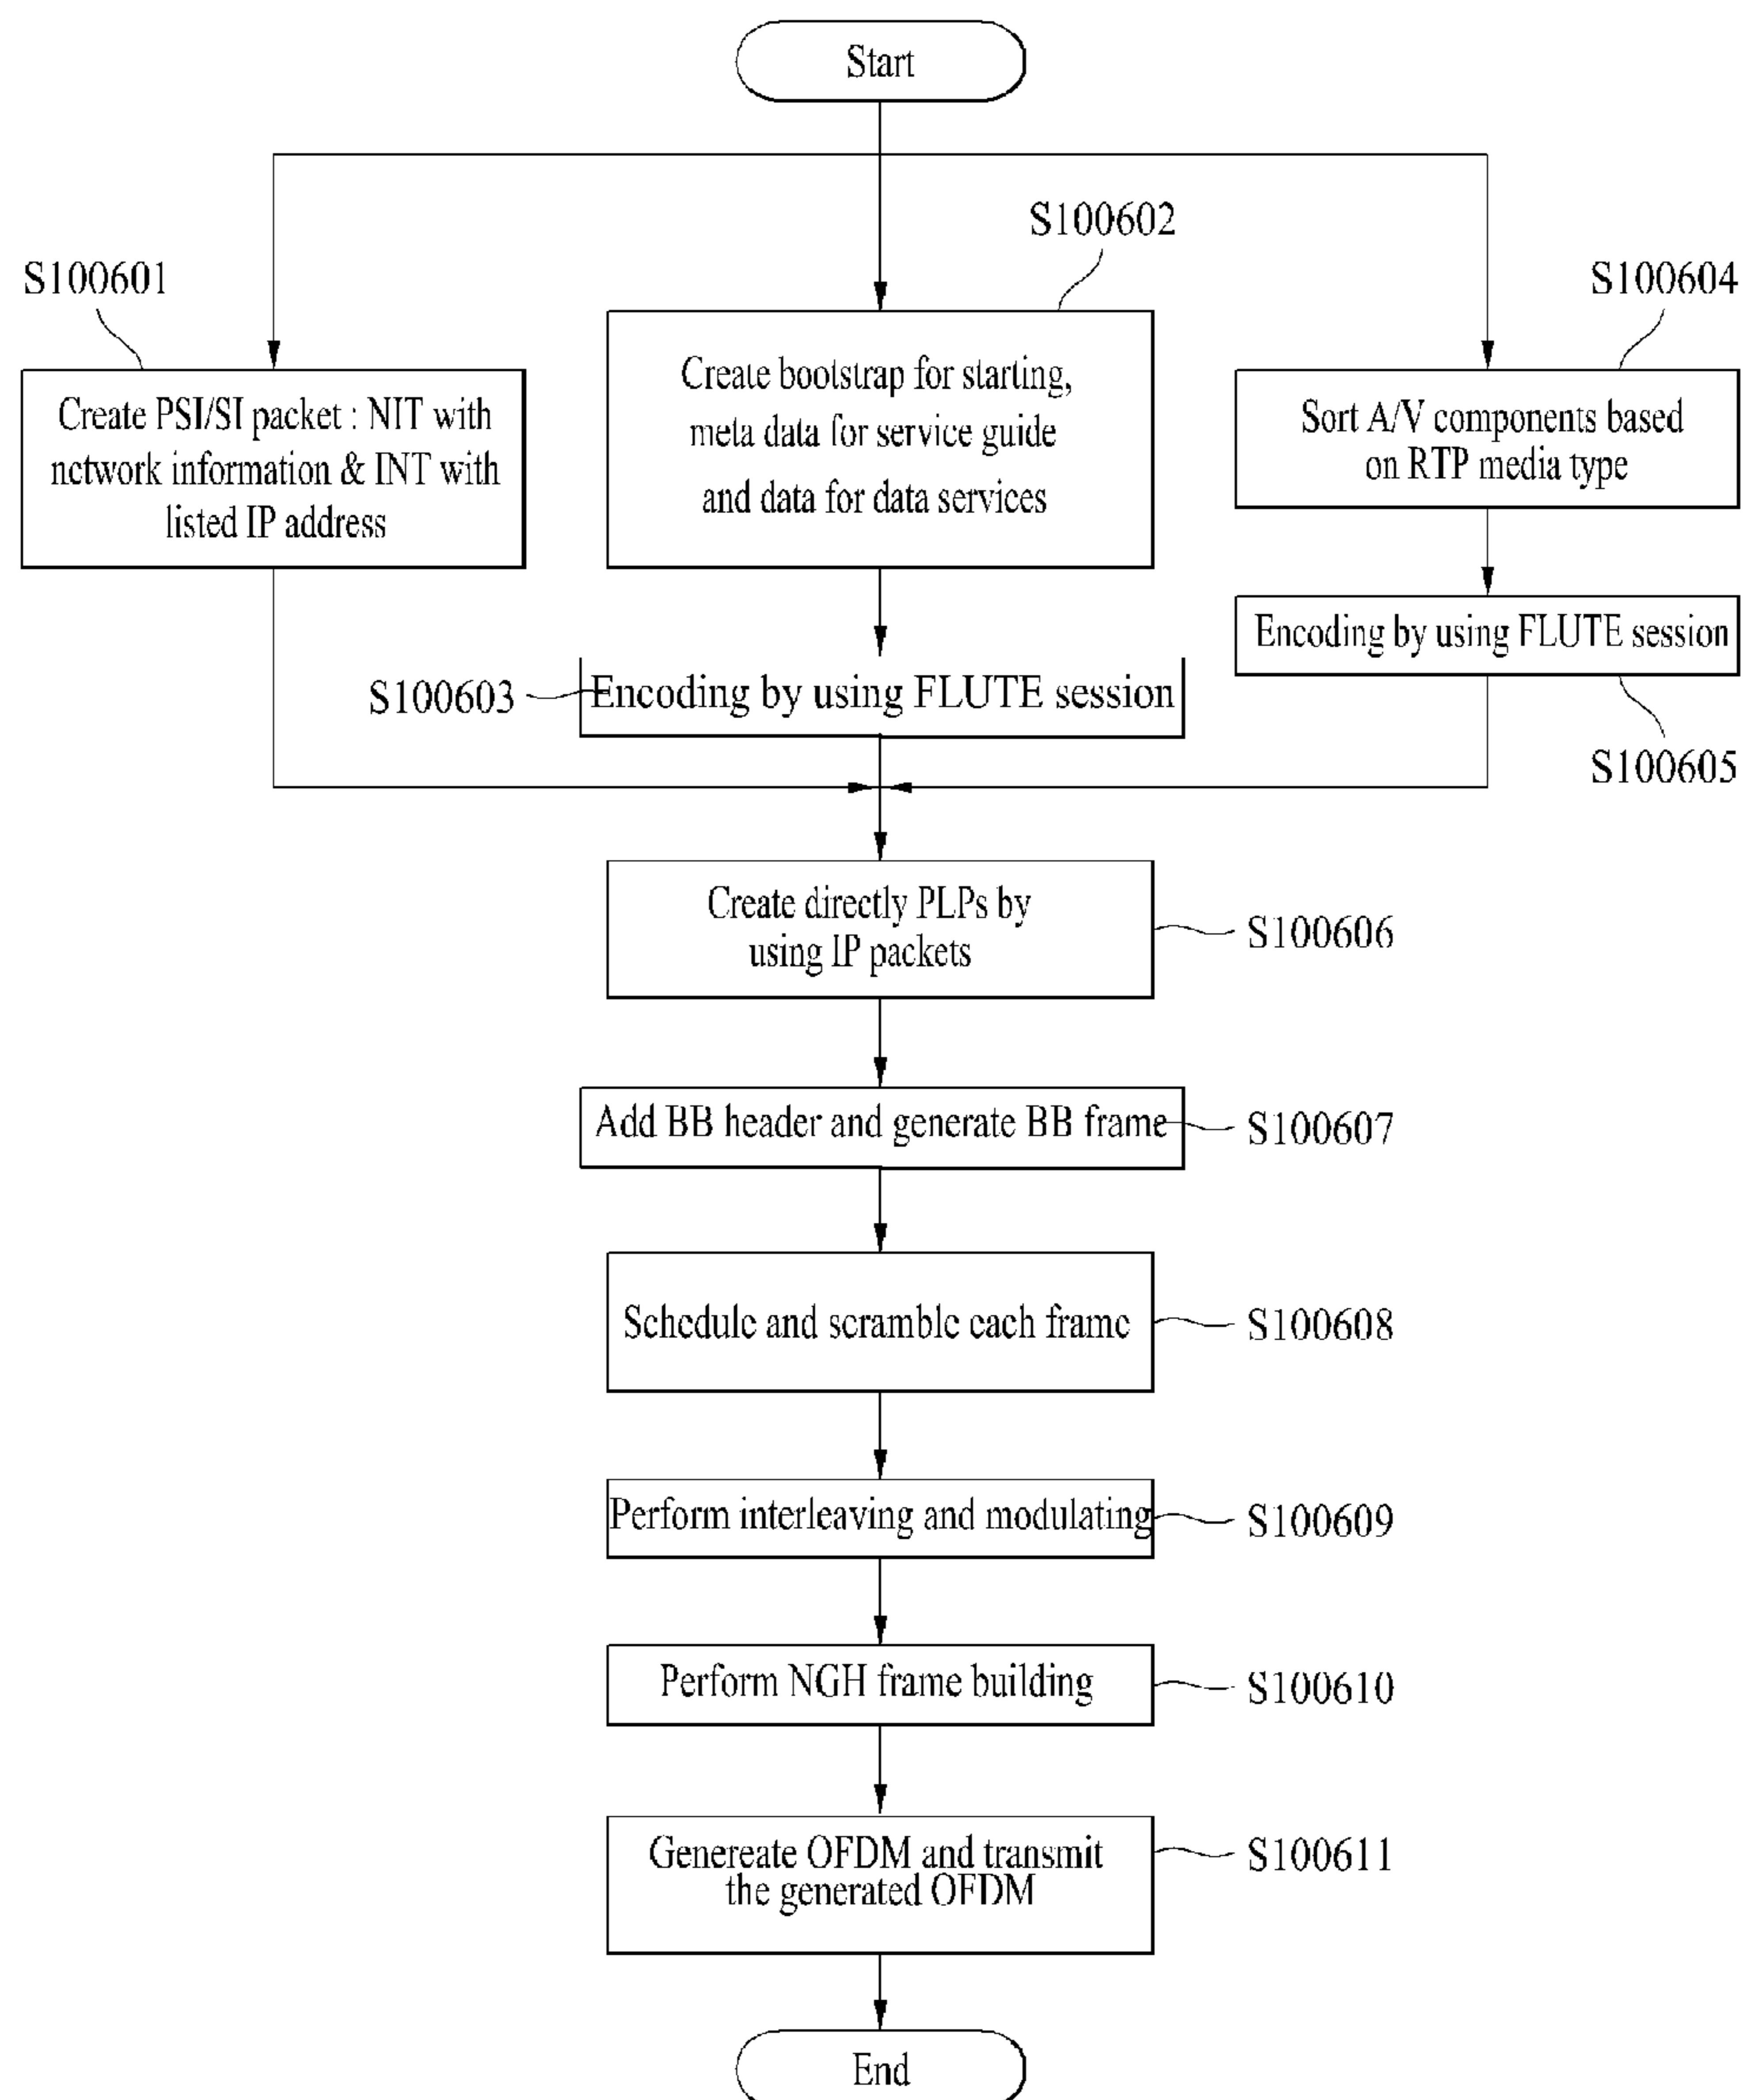 Start
S100601
Create PSI/SI packet : NIT with
network information & INT with
listed IP address
S100602
Create bootstrap for starting,
meta data for service guide
and data for data services
S100603
Encoding by using FLUTE session
S100604
Sort A/V components based
on RTP media type
Encoding by using FLUTE session
S100605
Create directly PLPs by
using IP packets
S100606
Add BB header and generate BB frame
S100607
Schedule and scramble each frame
S100608
Perform interleaving and modulating
S100609
Perform NGH frame building
S100610
Genereate OFDM and transmit
the generated OFDM
S100611
End